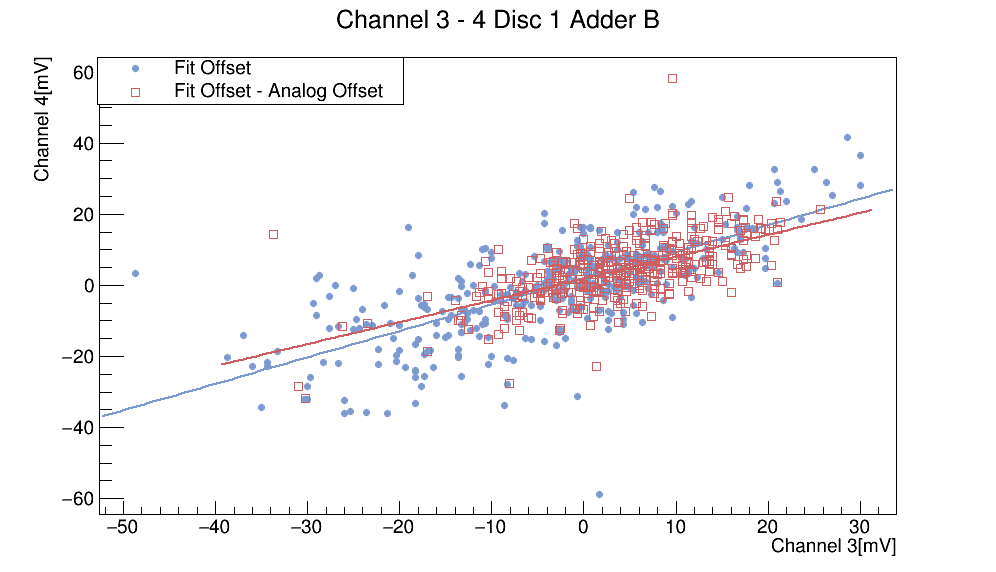 Channel 3 - 4 Disc 1 Adder B
Channel 4[mV]
Fit Offset
Fit Offset - Analog Offset
60
40
20
0
−20
−40
−60
−50 −40 −30 −20 −10 0 10 20 30
Channel 3[mV]